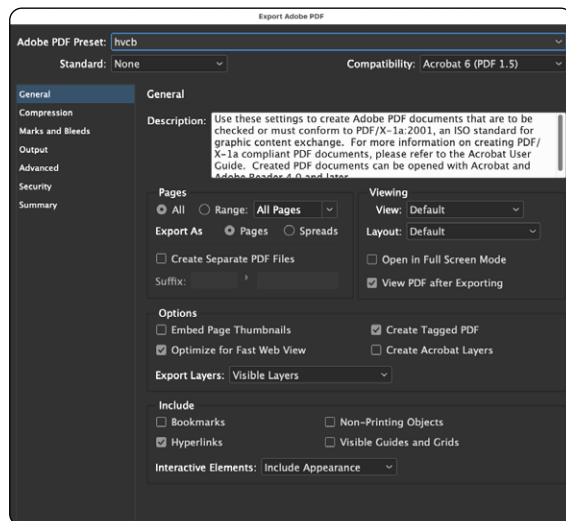 Export Adobe PDF
Adobe PDF Preset: hvcb
Standard: None
Compatibility: Acrobat 6 (PDF 1.5)
General
Compression
Marks and Bleeds
Output
Advanced
Security
Summary
General
Description: Use these settings to create Adobe PDF documents that are to be
checked or must conform to PDF/X-1a:2001, an ISO standard for
graphic content exchange. For more information on creating PDF/
X-1a compliant PDF documents, please refer to the Acrobat User
Guide. Created PDF documents can be opened with Acrobat and
Adobe Reader 4.0 and later.
Pages
All Range: All Pages
Export As Pages Spreads
Create Separate PDF Files
Suffix:
Viewing
View: Default
Layout: Default
Open in Full Screen Mode
View PDF after Exporting
Options
Embed Page Thumbnails
Create Tagged PDF
Optimize for Fast Web View
Create Acrobat Layers
Export Layers: Visible Layers
Include
Bookmarks
Non-Printing Objects
Hyperlinks
Visible Guides and Grids
Interactive Elements: Include Appearance